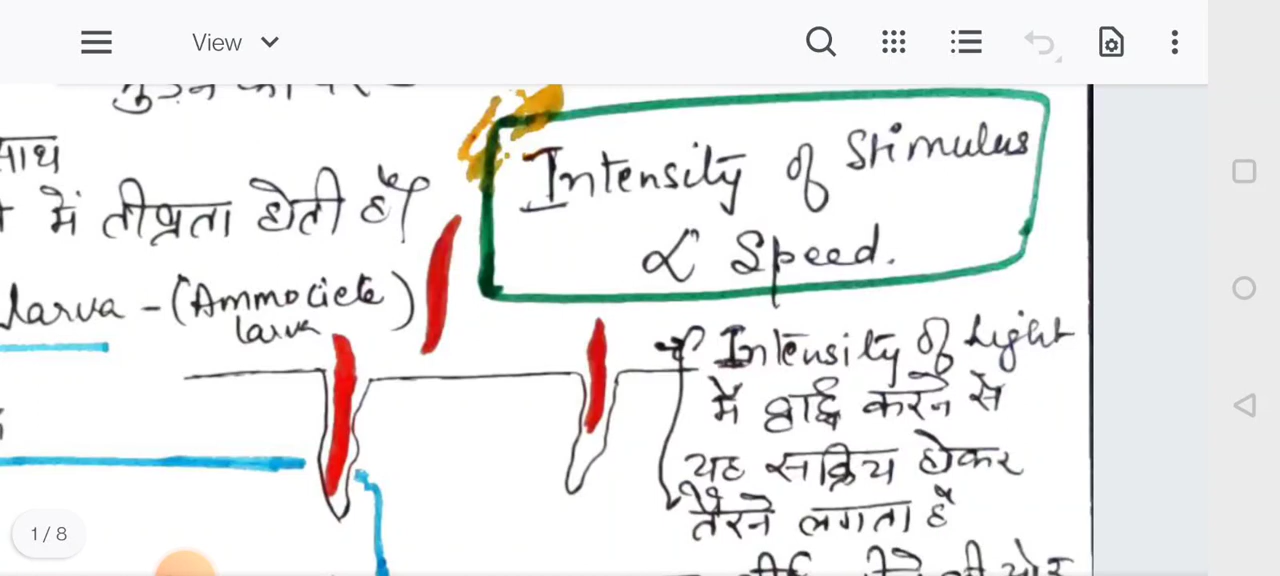 View
Intensity of Stimulus
∝ Speed.
साथ
में तीव्रता होती है
larva - (Ammociete)
larva
→ Intensity of Light
में वृद्धि करने से
यह सक्रिय होकर
तैरने लगता है
1 / 8